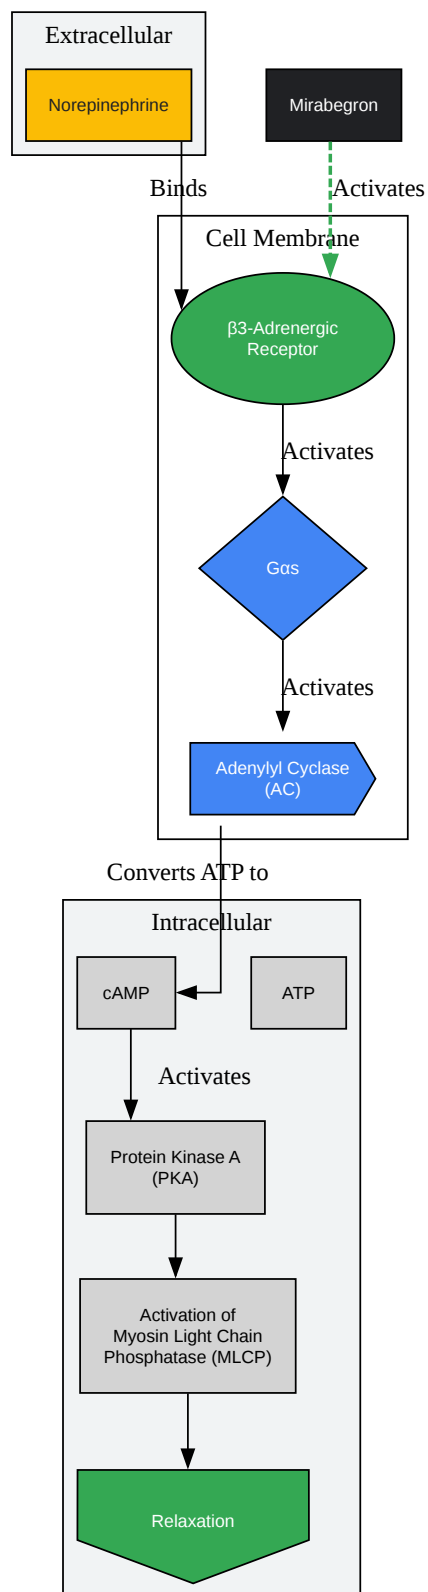 Extracellular
Norepinephrine
Mirabegron
Binds
Activates
Cell Membrane
β3-Adrenergic
Receptor
Activates
Gαs
Activates
Adenylyl Cyclase
(AC)
Converts ATP to
Intracellular
cAMP
ATP
Activates
Protein Kinase A
(PKA)
Activation of
Myosin Light Chain
Phosphatase (MLCP)
Relaxation